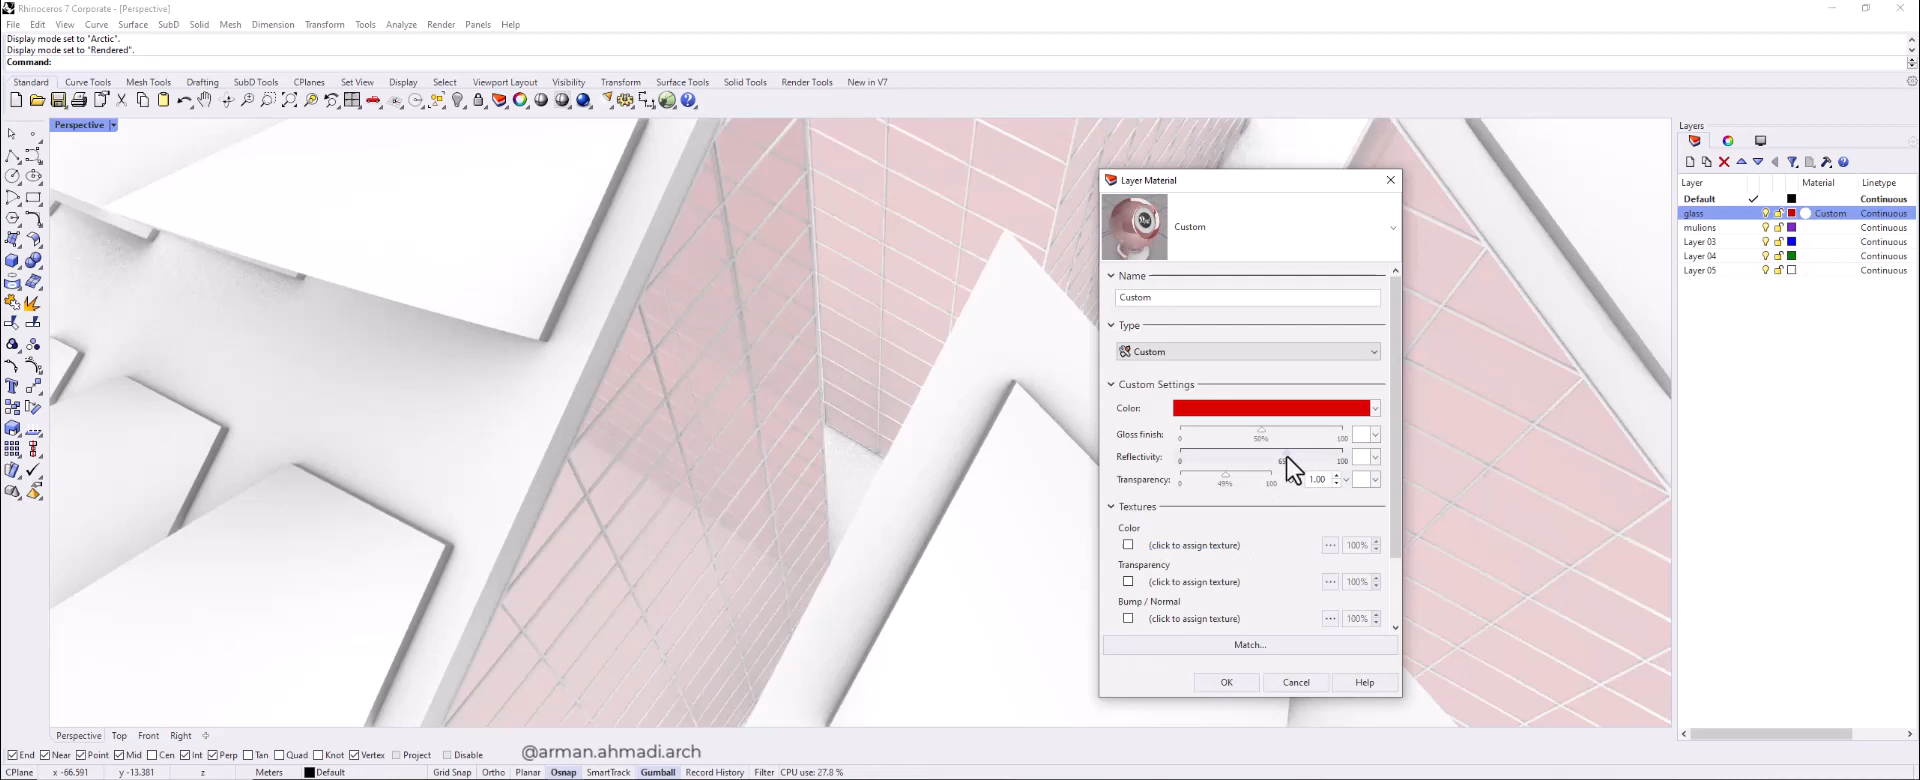 Rhinoceros 7 Corporate - [Perspective]
File Edit View Curve Surface SubD Solid Mesh Dimension Transform Tools Analyze Render Panels Help
Display mode set to "Arctic".
Display mode set to "Rendered".
Command:
Standard Curve Tools Mesh Tools Drafting SubD Tools CPlanes Set View Display Select Viewport Layout Visibility Transform Surface Tools Solid Tools Render Tools New in V7
Perspective
Layer Material
Custom
Name
Custom
Type
Custom
Custom Settings
Color:
Gloss finish: 0 50% 100
Reflectivity: 0 100
Transparency: 0 49% 100 1.00
Textures
Color
(click to assign texture) 100%
Transparency
(click to assign texture) 100%
Bump / Normal
(click to assign texture) 100%
Match...
OK Cancel Help
Layers
Layer Material Linetype
Default Continuous
glass Custom Continuous
mulions Continuous
Layer 03 Continuous
Layer 04 Continuous
Layer 05 Continuous
Perspective Top Front Right
End Near Point Mid Cen Int Perp Tan Quad Knot Vertex Project Disable
@arman.ahmadi.arch
CPlane x -66.591 y -13.381 z Meters Default Grid Snap Ortho Planar Osnap SmartTrack Gumball Record History Filter CPU use: 27.8 %